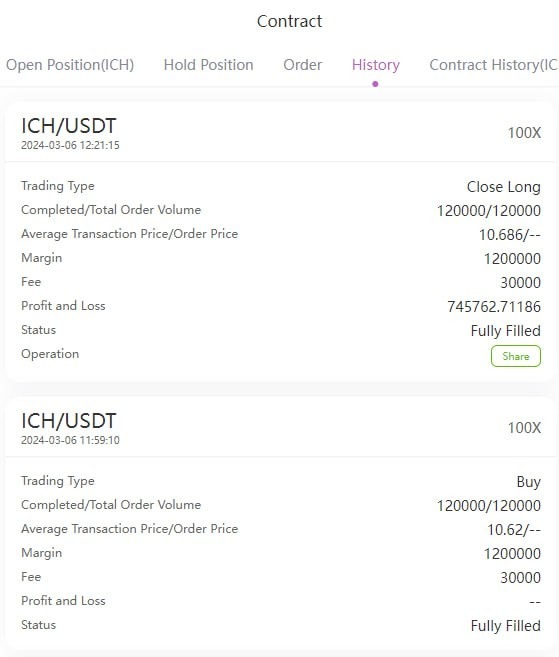 Contract
Open Position(ICH) Hold Position Order History Contract History(IC
ICH/USDT 100X
2024-03-06 12:21:15
Trading Type Close Long
Completed/Total Order Volume 120000/120000
Average Transaction Price/Order Price 10.686/--
Margin 1200000
Fee 30000
Profit and Loss 745762.71186
Status Fully Filled
Operation Share
ICH/USDT 100X
2024-03-06 11:59:10
Trading Type Buy
Completed/Total Order Volume 120000/120000
Average Transaction Price/Order Price 10.62/--
Margin 1200000
Fee 30000
Profit and Loss --
Status Fully Filled